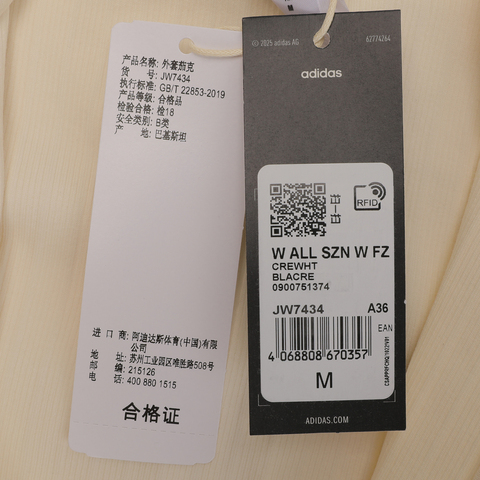 产品名称: 外套茄克
货 号: JW7434
执行标准: GB/T 22853-2019
产品等级: 合格品
检验合格: 检18
安全类别: B类
产 地: 巴基斯坦
进 口 商: 阿迪达斯体育(中国)有限
公司
地 址: 苏州工业园区唯胜路508号
邮 编: 215126
电 话: 400 880 1515
合格证
© 2025 adidas AG
62774264
adidas
RFID
W ALL SZN W FZ
CREWHT
BLACRE
0900751374
JW7434 A36
EAN
4 068808 670357
M
ADIDAS.COM